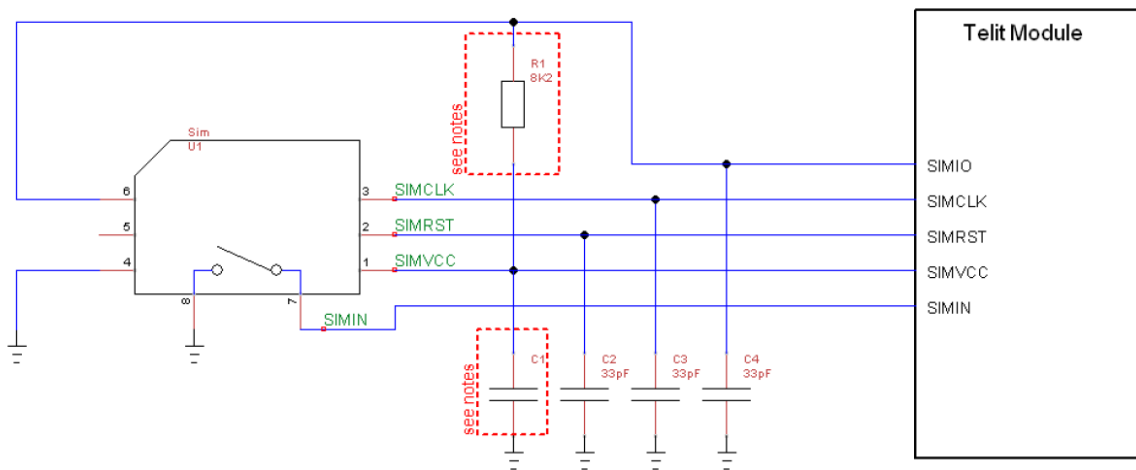 Telit Module
R1
8K2
see notes
Sim
U1
6
5
4
3
2
1
8
7
SIMCLK
SIMRST
SIMVCC
SIMIN
SIMIO
SIMCLK
SIMRST
SIMVCC
SIMIN
see notes
C1
C2
33pF
C3
33pF
C4
33pF